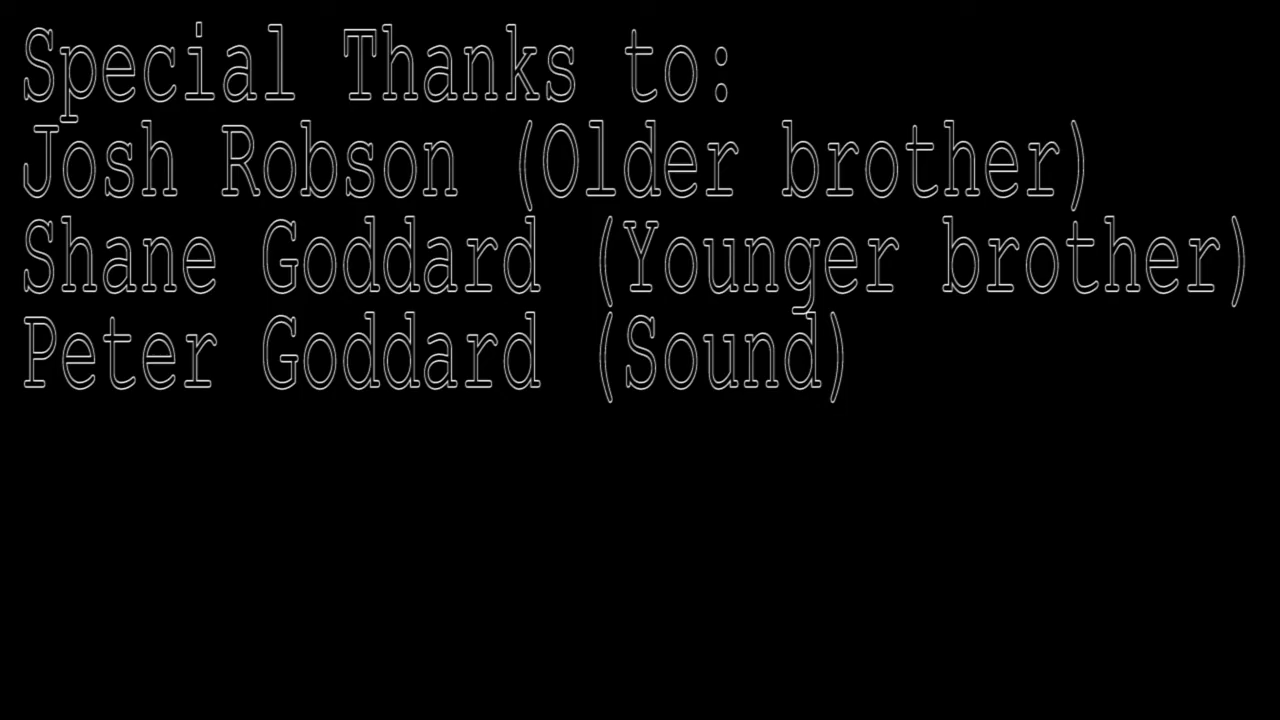 Special Thanks to:
Josh Robson (Older brother)
Shane Goddard (Younger brother)
Peter Goddard (Sound)